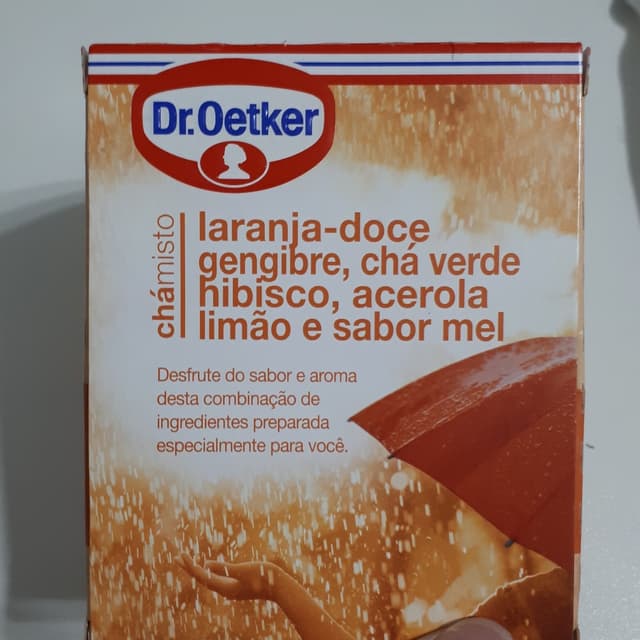 Dr.Oetker
chámisto
laranja-doce
gengibre, chá verde
hibisco, acerola
limão e sabor mel
Desfrute do sabor e aroma
desta combinação de
ingredientes preparada
especialmente para você.